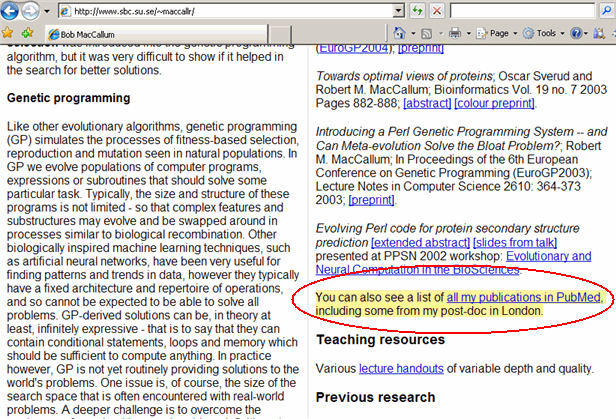 http://www.sbc.su.se/~maccallr/
Bob MacCallum
Page
Tools
algorithm, but it was very difficult to show if it helped in
the search for better solutions.
Genetic programming
Like other evolutionary algorithms, genetic programming
(GP) simulates the processes of fitness-based selection,
reproduction and mutation seen in natural populations. In
GP we evolve populations of computer programs,
expressions or subroutines that should solve some
particular task. Typically, the size and structure of these
programs is not limited - so that complex features and
substructures may evolve and be swapped around in
processes similar to biological recombination. Other
biologically inspired machine learning techniques, such
as artificial neural networks, have been very useful for
finding patterns and trends in data, however they typically
have a fixed architecture and repertoire of operations,
and so cannot be expected to be able to solve all
problems. GP-derived solutions can be, in theory at
least, infinitely expressive - that is to say that they can
contain conditional statements, loops and memory which
should be sufficient to compute anything. In practice
however, GP is not yet routinely providing solutions to the
world's problems. One issue is, of course, the size of the
search space that is often encountered with real-world
problems. A deeper challenge is to overcome the
(EuroGP2004); [preprint]
Towards optimal views of proteins; Oscar Sverud and
Robert M. MacCallum; Bioinformatics Vol. 19 no. 7 2003
Pages 882-888; [abstract] [colour preprint].
Introducing a Perl Genetic Programming System -- and
Can Meta-evolution Solve the Bloat Problem?; Robert
M. MacCallum; In Proceedings of the 6th European
Conference on Genetic Programming (EuroGP2003);
Lecture Notes in Computer Science 2610: 364-373
2003; [preprint].
Evolving Perl code for protein secondary structure
prediction [extended abstract] [slides from talk]
presented at PPSN 2002 workshop: Evolutionary and
Neural Computation in the BioSciences.
You can also see a list of all my publications in PubMed,
including some from my post-doc in London.
Teaching resources
Various lecture handouts of variable depth and quality.
Previous research